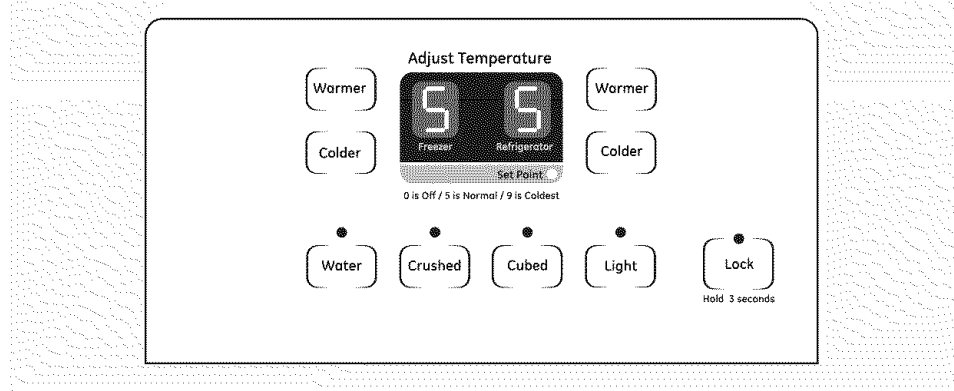 Adjust Temperature
Warmer
5 5
Warmer
Freezer Refrigerator
Colder
Colder
Set Point
0 is Off / 5 is Normal / 9 is Coldest
Water Crushed Cubed Light Lock
Hold 3 seconds